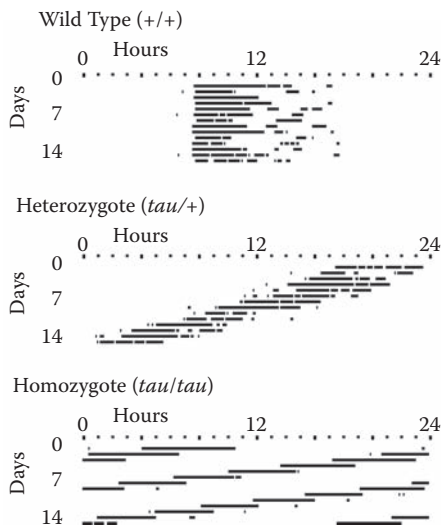 Wild Type (+/+)
0 Hours 12 24
Days
0
7
14
Heterozygote (tau/+)
0 Hours 12 24
Days
0
7
14
Homozygote (tau/tau)
0 Hours 12 24
Days
0
7
14